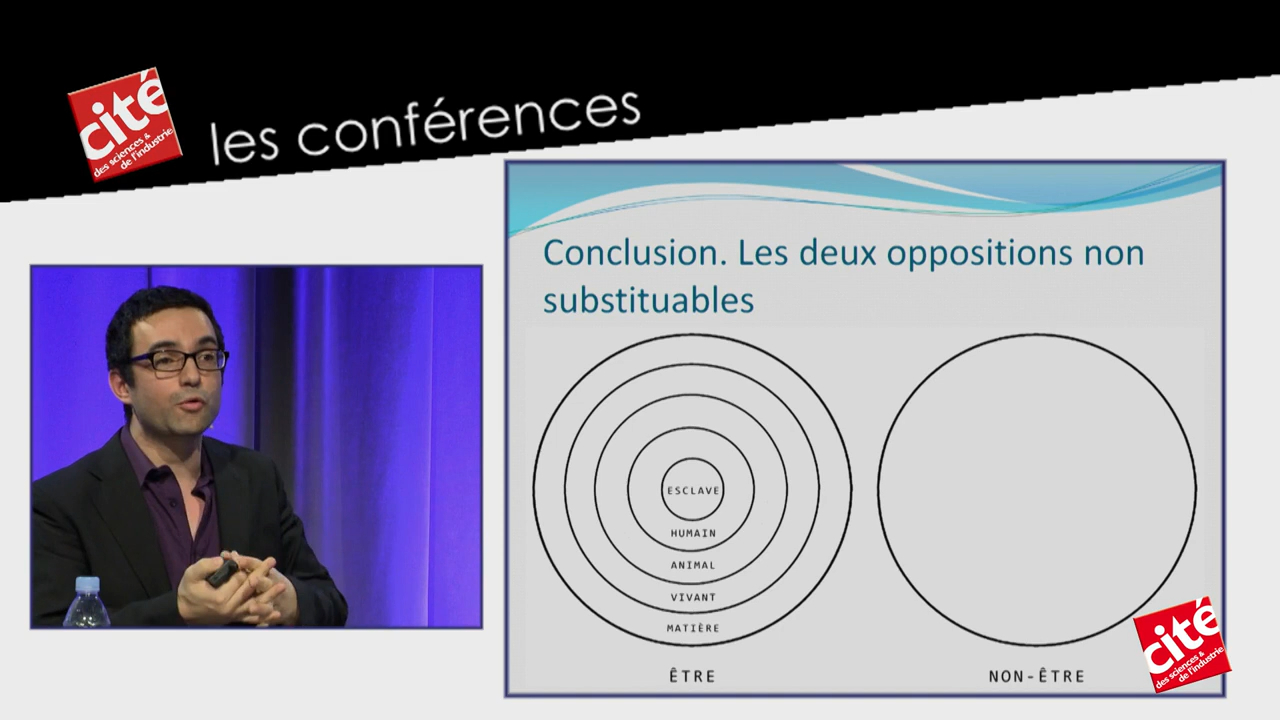 cité
des sciences &
de l'industrie
les conférences
Conclusion. Les deux oppositions non
substituables
ESCLAVE
HUMAIN
ANIMAL
VIVANT
MATIÈRE
ÊTRE
NON-ÊTRE
cité
des sciences &
de l'industrie